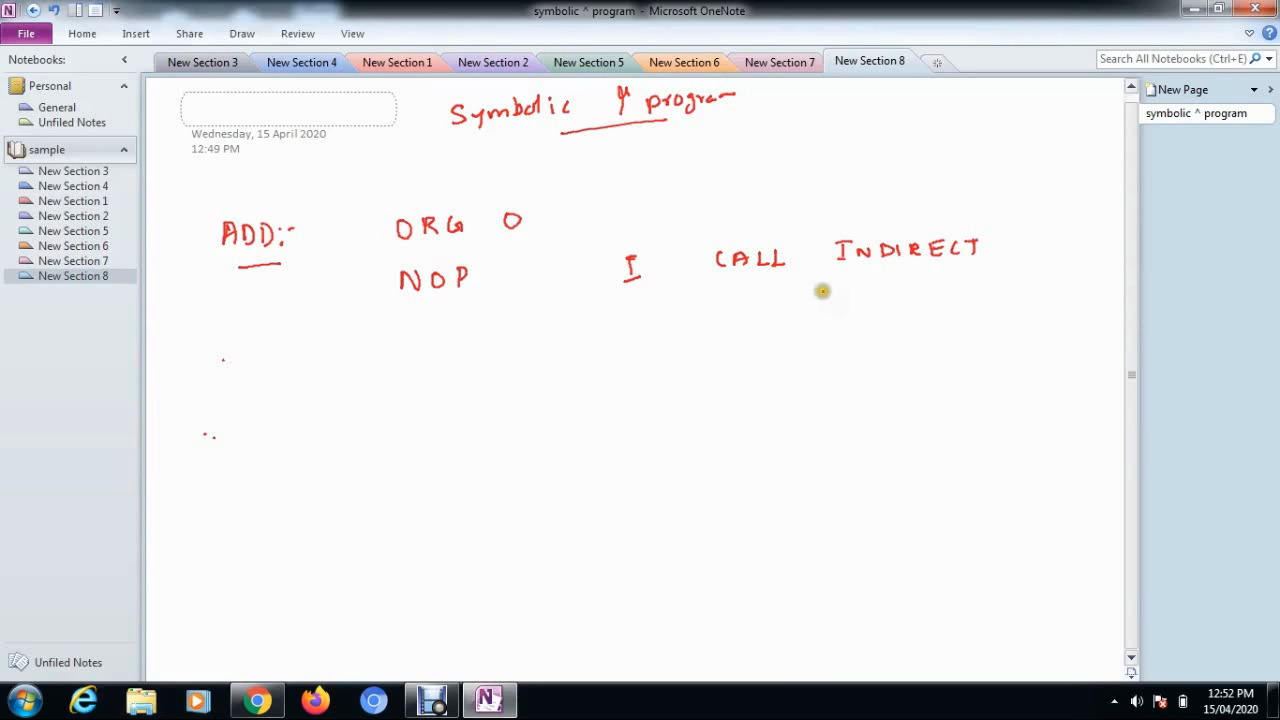 symbolic ^ program - Microsoft OneNote
File Home Insert Share Draw Review View
Notebooks:
New Section 3 New Section 4 New Section 1 New Section 2 New Section 5 New Section 6 New Section 7 New Section 8
Search All Notebooks (Ctrl+E)
Personal
General
Unfiled Notes
sample
New Section 3
New Section 4
New Section 1
New Section 2
New Section 5
New Section 6
New Section 7
New Section 8
Unfiled Notes
New Page
symbolic ^ program
Symbolic μ program
Wednesday, 15 April 2020
12:49 PM
ADD:- ORG 0
NOP I CALL INDIRECT
12:52 PM
15/04/2020